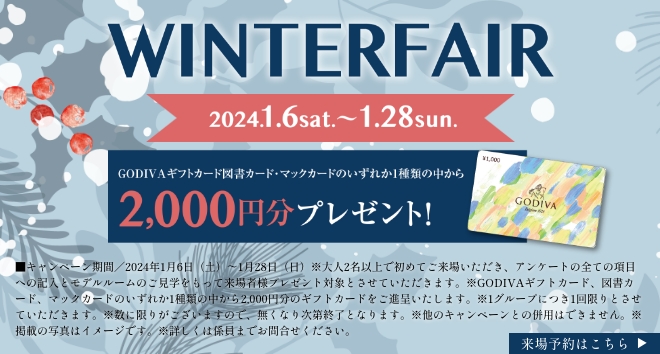 WINTERFAIR
2024.1.6sat.～1.28sun.
GODIVAギフトカード図書カード・マックカードのいずれか1種類の中から
2,000円分プレゼント!
¥1,000
GODIVA
■キャンペーン期間／2024年1月6日（土）～1月28日（日）※大人2名以上で初めてご来場いただき、アンケートの全ての項目
への記入とモデルルームのご見学をもって来場者様プレゼント対象とさせていただきます。※GODIVAギフトカード、図書カー
ド、マックカードのいずれか1種類の中から2,000円分のギフトカードをご進呈いたします。※1グループにつき1回限りとさせ
ていただきます。※数に限りがございますので、無くなり次第終了となります。※他のキャンペーンとの併用はできません。※
掲載の写真はイメージです。※詳しくは係員までお問合せください。
来場予約はこちら ▶